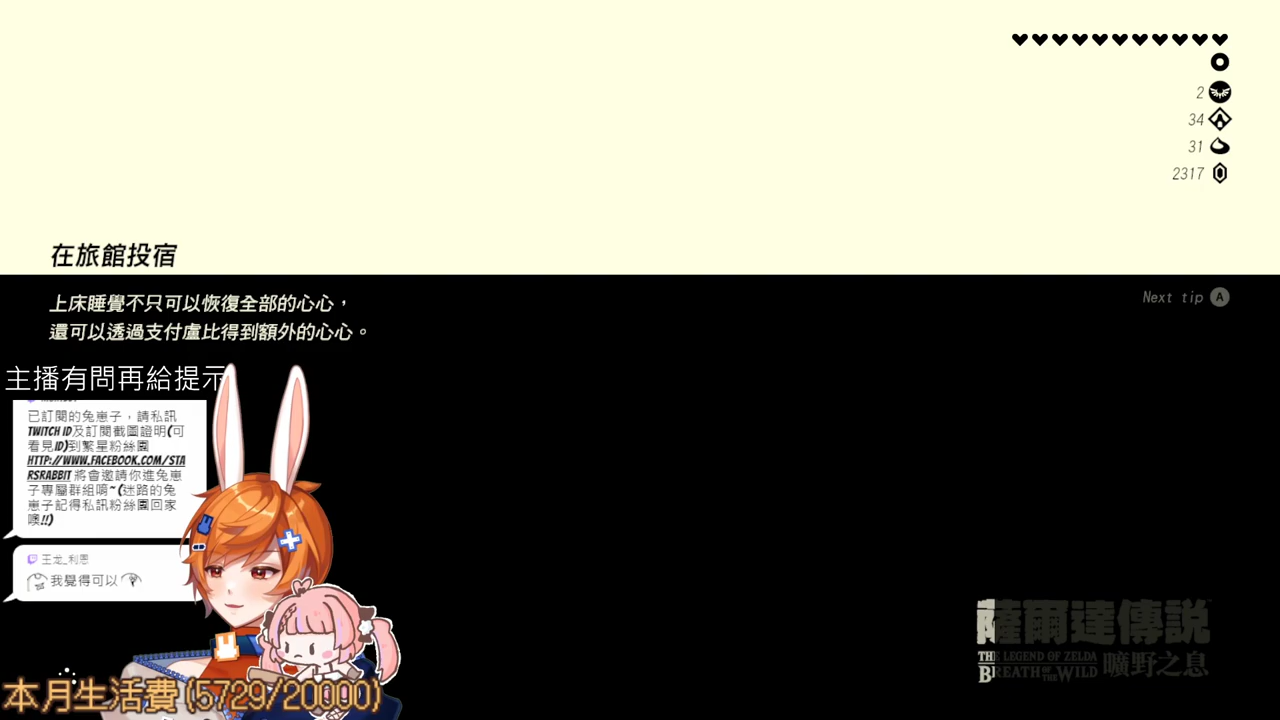 2
34
31
2317
在旅館投宿
上床睡覺不只可以恢復全部的心心，
還可以透過支付盧比得到額外的心心。
Next tip A
主播有問再給提示
已訂閱的兔崽子，請私訊
TWITCH ID及訂閱截圖證明(可
看見ID)到繁星粉絲團
HTTP://WWW.FACEBOOK.COM/STA
RSRABBIT 將會邀請你進兔崽
子專屬群組唷~(迷路的兔
崽子記得私訊粉絲團回家
噢!!)
王龙_利恩
我覺得可以
薩爾達傳說
THE LEGEND OF ZELDA
BREATH OF THE WILD 曠野之息
本月生活費(5729/20000)